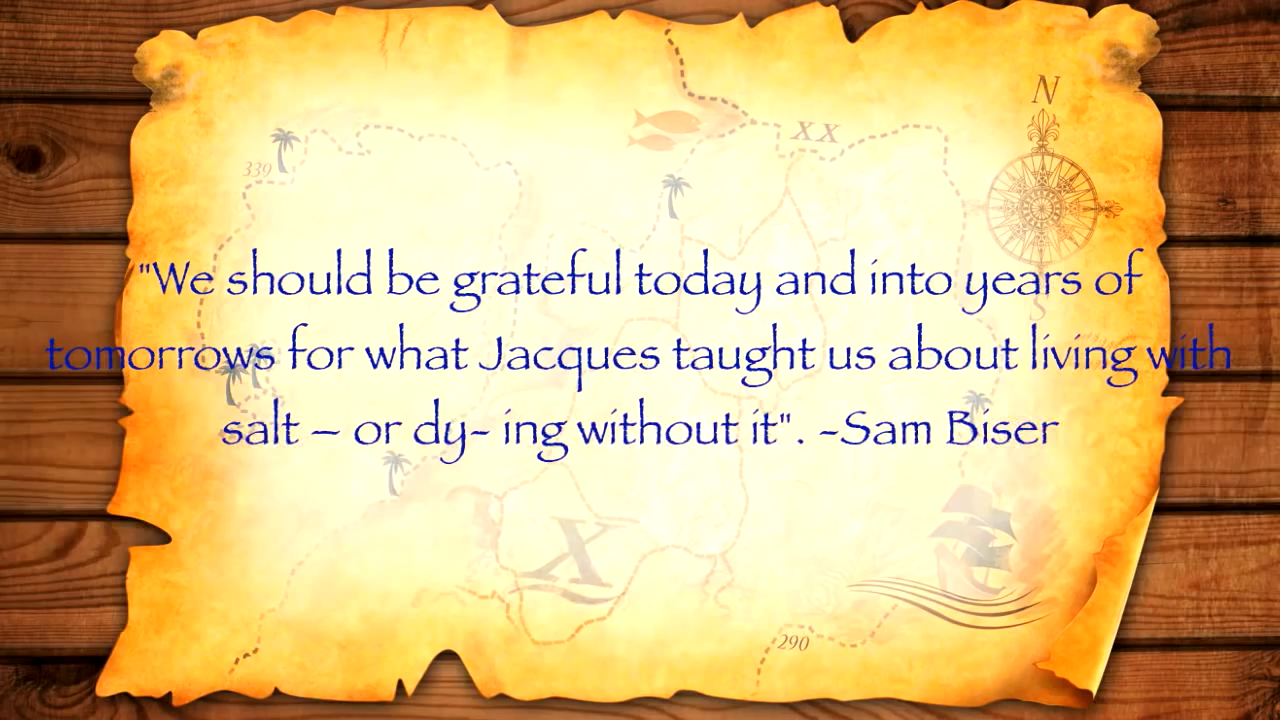 N
XX
339
"We should be grateful today and into years of
S
tomorrows for what Jacques taught us about living with
salt – or dy- ing without it". -Sam Biser
X
290